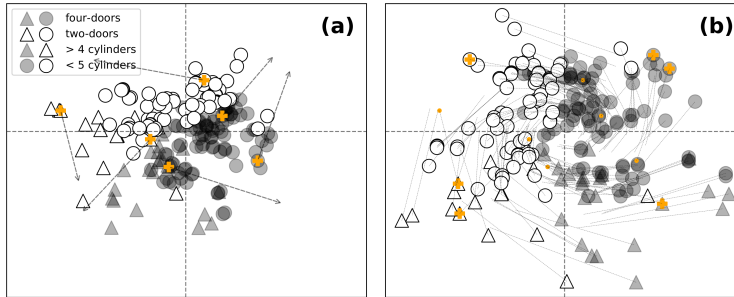 (a)
(b)
four-doors
two-doors
> 4 cylinders
< 5 cylinders